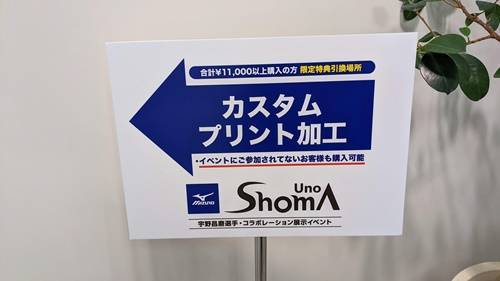 合計¥11,000以上購入の方 限定特典引換場所
カスタム
プリント加工
・イベントにご参加されてないお客様も購入可能
MIZUNO
Uno
ShomA
宇野昌磨選手・コラボレーション展示イベント